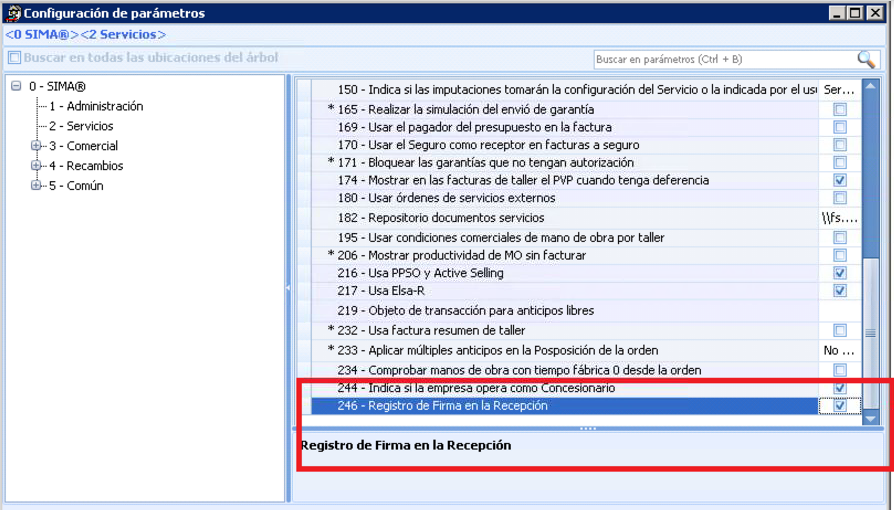 Configuración de parámetros
<0 SIMA®><2 Servicios>
Buscar en todas las ubicaciones del árbol
Buscar en parámetros (Ctrl + B)
0 - SIMA®
1 - Administración
2 - Servicios
3 - Comercial
4 - Recambios
5 - Común
150 - Indica si las imputaciones tomarán la configuración del Servicio o la indicada por el usu Ser...
* 165 - Realizar la simulación del envió de garantía
169 - Usar el pagador del presupuesto en la factura
170 - Usar el Seguro como receptor en facturas a seguro
* 171 - Bloquear las garantías que no tengan autorización
174 - Mostrar en las facturas de taller el PVP cuando tenga deferencia
180 - Usar órdenes de servicios externos
182 - Repositorio documentos servicios \\fs....
195 - Usar condiciones comerciales de mano de obra por taller
* 206 - Mostrar productividad de MO sin facturar
216 - Usa PPSO y Active Selling
217 - Usa Elsa-R
219 - Objeto de transacción para anticipos libres
* 232 - Usa factura resumen de taller
* 233 - Aplicar múltiples anticipos en la Posposición de la orden No ...
234 - Comprobar manos de obra con tiempo fábrica 0 desde la orden
244 - Indica si la empresa opera como Concesionario
246 - Registro de Firma en la Recepción
Registro de Firma en la Recepción